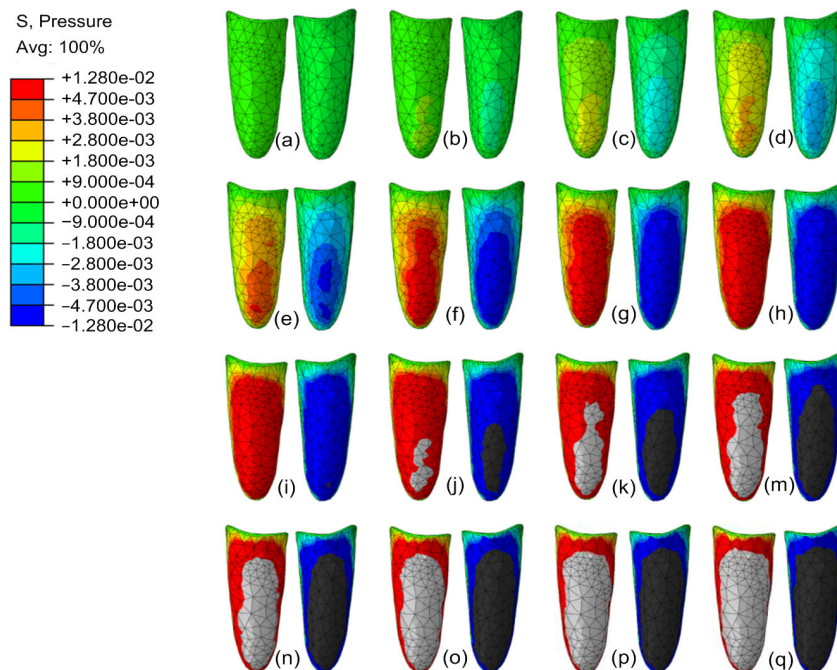 S, Pressure
Avg: 100%
+1.280e-02
+4.700e-03
+3.800e-03
+2.800e-03
+1.800e-03
+9.000e-04
+0.000e+00
−9.000e-04
−1.800e-03
−2.800e-03
−3.800e-03
−4.700e-03
−1.280e-02
(a) (b) (c) (d)
(e) (f) (g) (h)
(i) (j) (k) (m)
(n) (o) (p) (q)